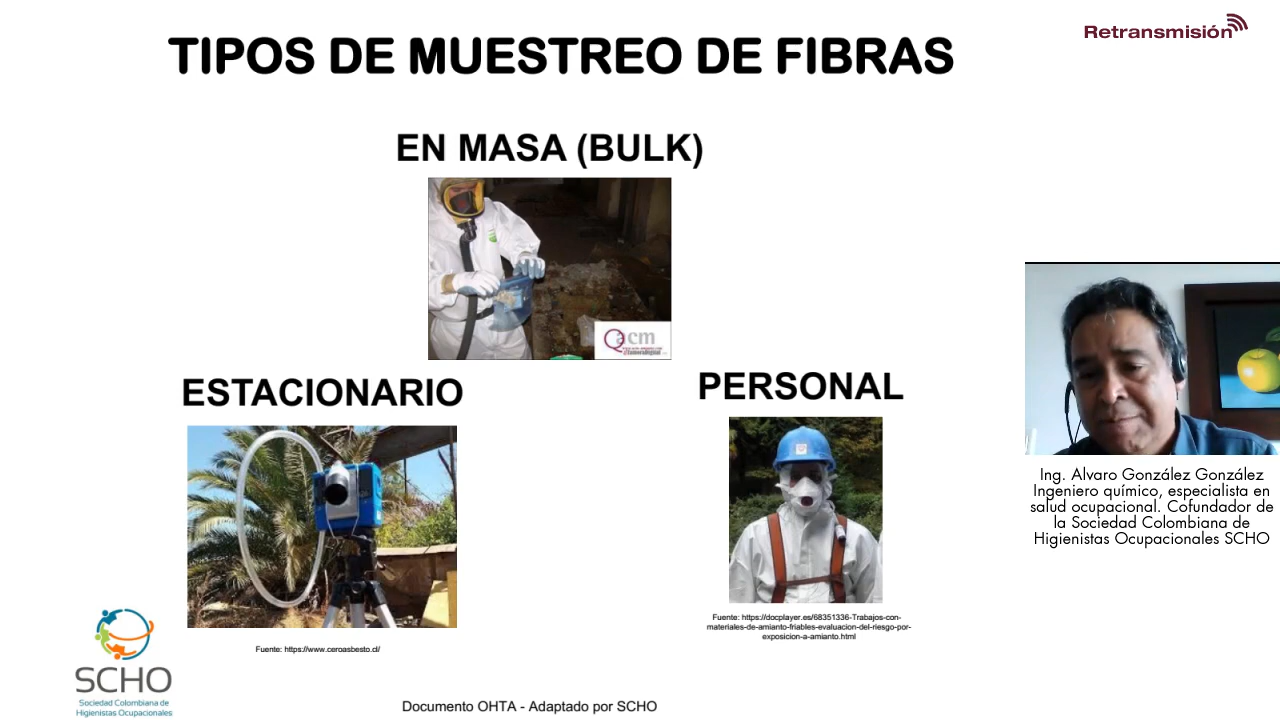 TIPOS DE MUESTREO DE FIBRAS
Retransmisión
EN MASA (BULK)
acm
ESTACIONARIO
PERSONAL
Ing. Alvaro González González
Ingeniero químico, especialista en
salud ocupacional. Cofundador de
la Sociedad Colombiana de
Higienistas Ocupacionales SCHO
Fuente: https://docplayer.es/68351336-Trabajos-con-
materiales-de-amianto-friables-evaluacion-del-riesgo-por-
exposicion-a-amianto.html
Fuente: https://www.ceroasbesto.cl/
SCHO
Sociedad Colombiana de
Higienistas Ocupacionales
Documento OHTA - Adaptado por SCHO